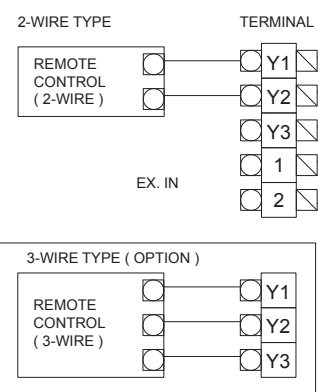 2-WIRE TYPE
TERMINAL
REMOTE
CONTROL
( 2-WIRE )
Y1
Y2
Y3
1
2
EX. IN
3-WIRE TYPE ( OPTION )
REMOTE
CONTROL
( 3-WIRE )
Y1
Y2
Y3